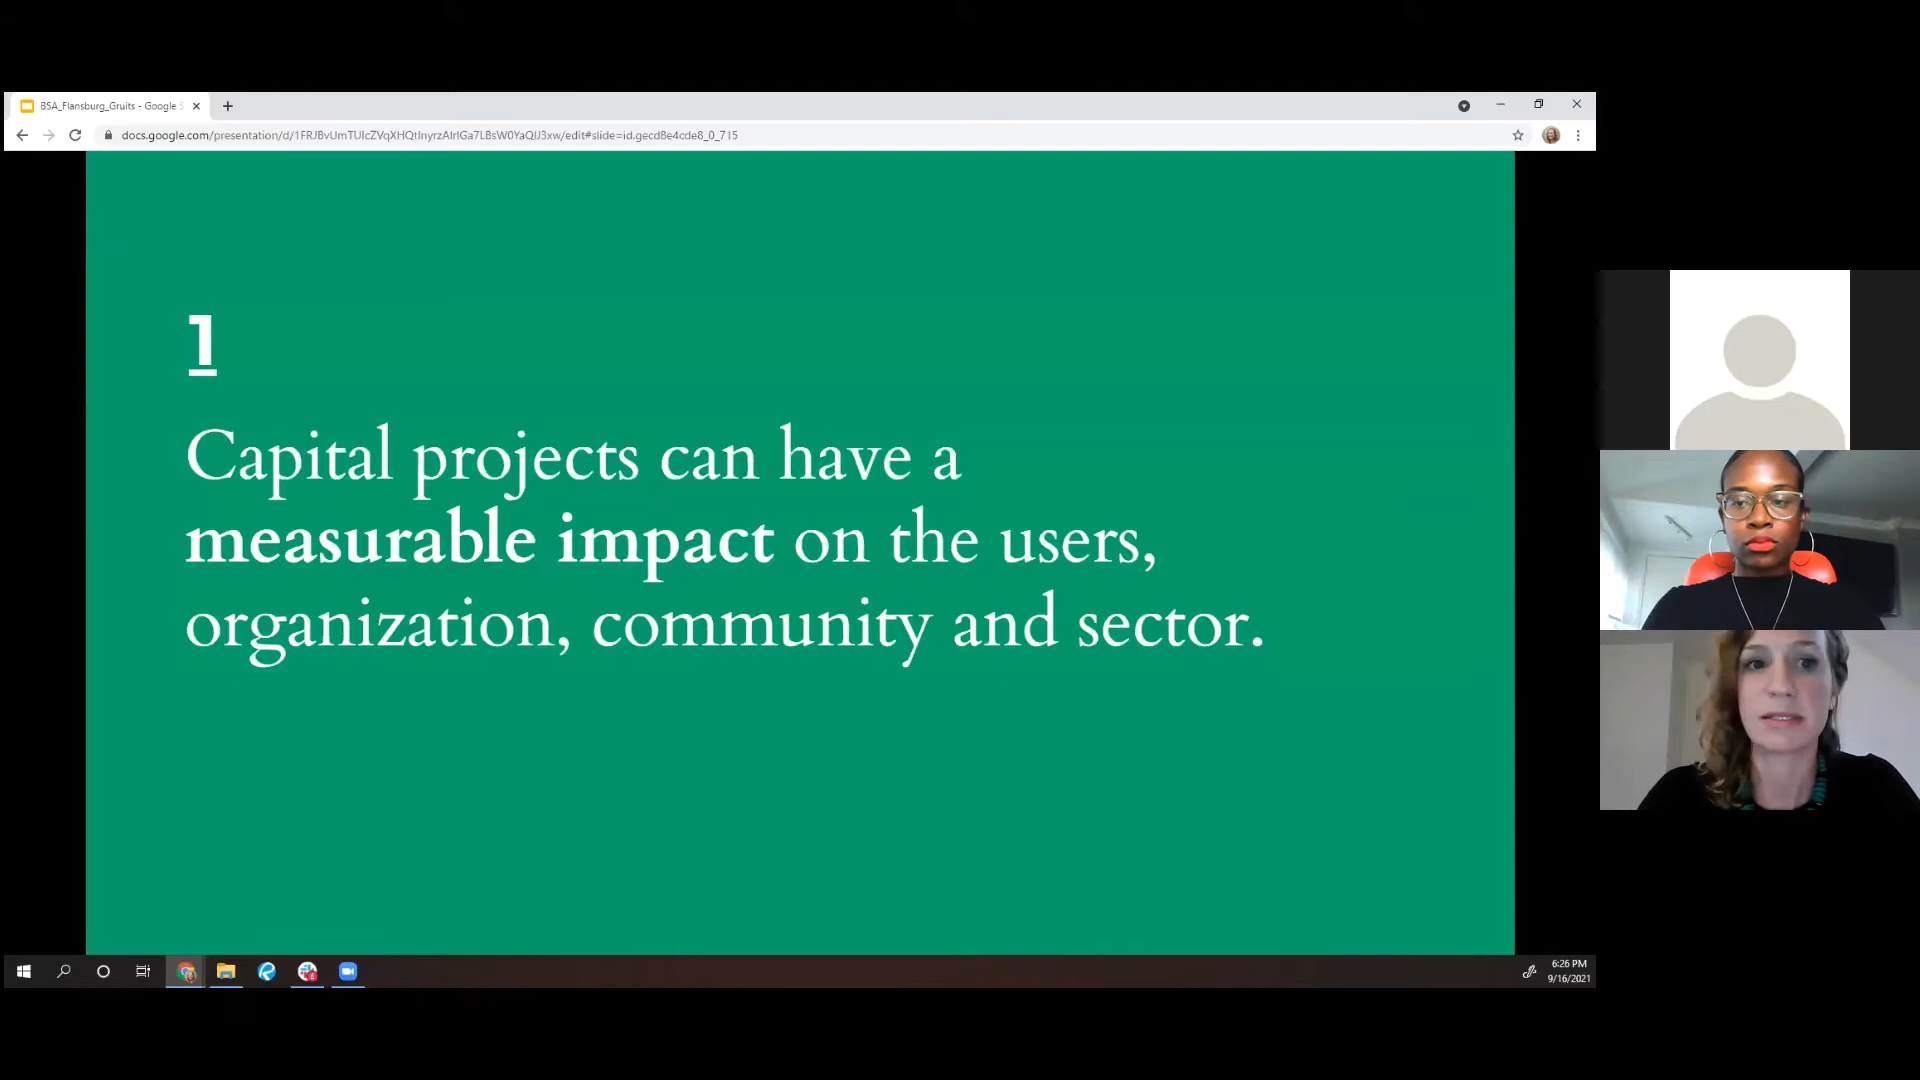 BSA_Flansburg_Gruits - Google S
docs.google.com/presentation/d/1FRJBvUmTUIcZVqXHQtInyrzAIrIGa7LBsW0YaQIJ3xw/edit#slide=id.gecd8e4cde8_0_715
1
Capital projects can have a
measurable impact on the users,
organization, community and sector.
6:26 PM
9/16/2021